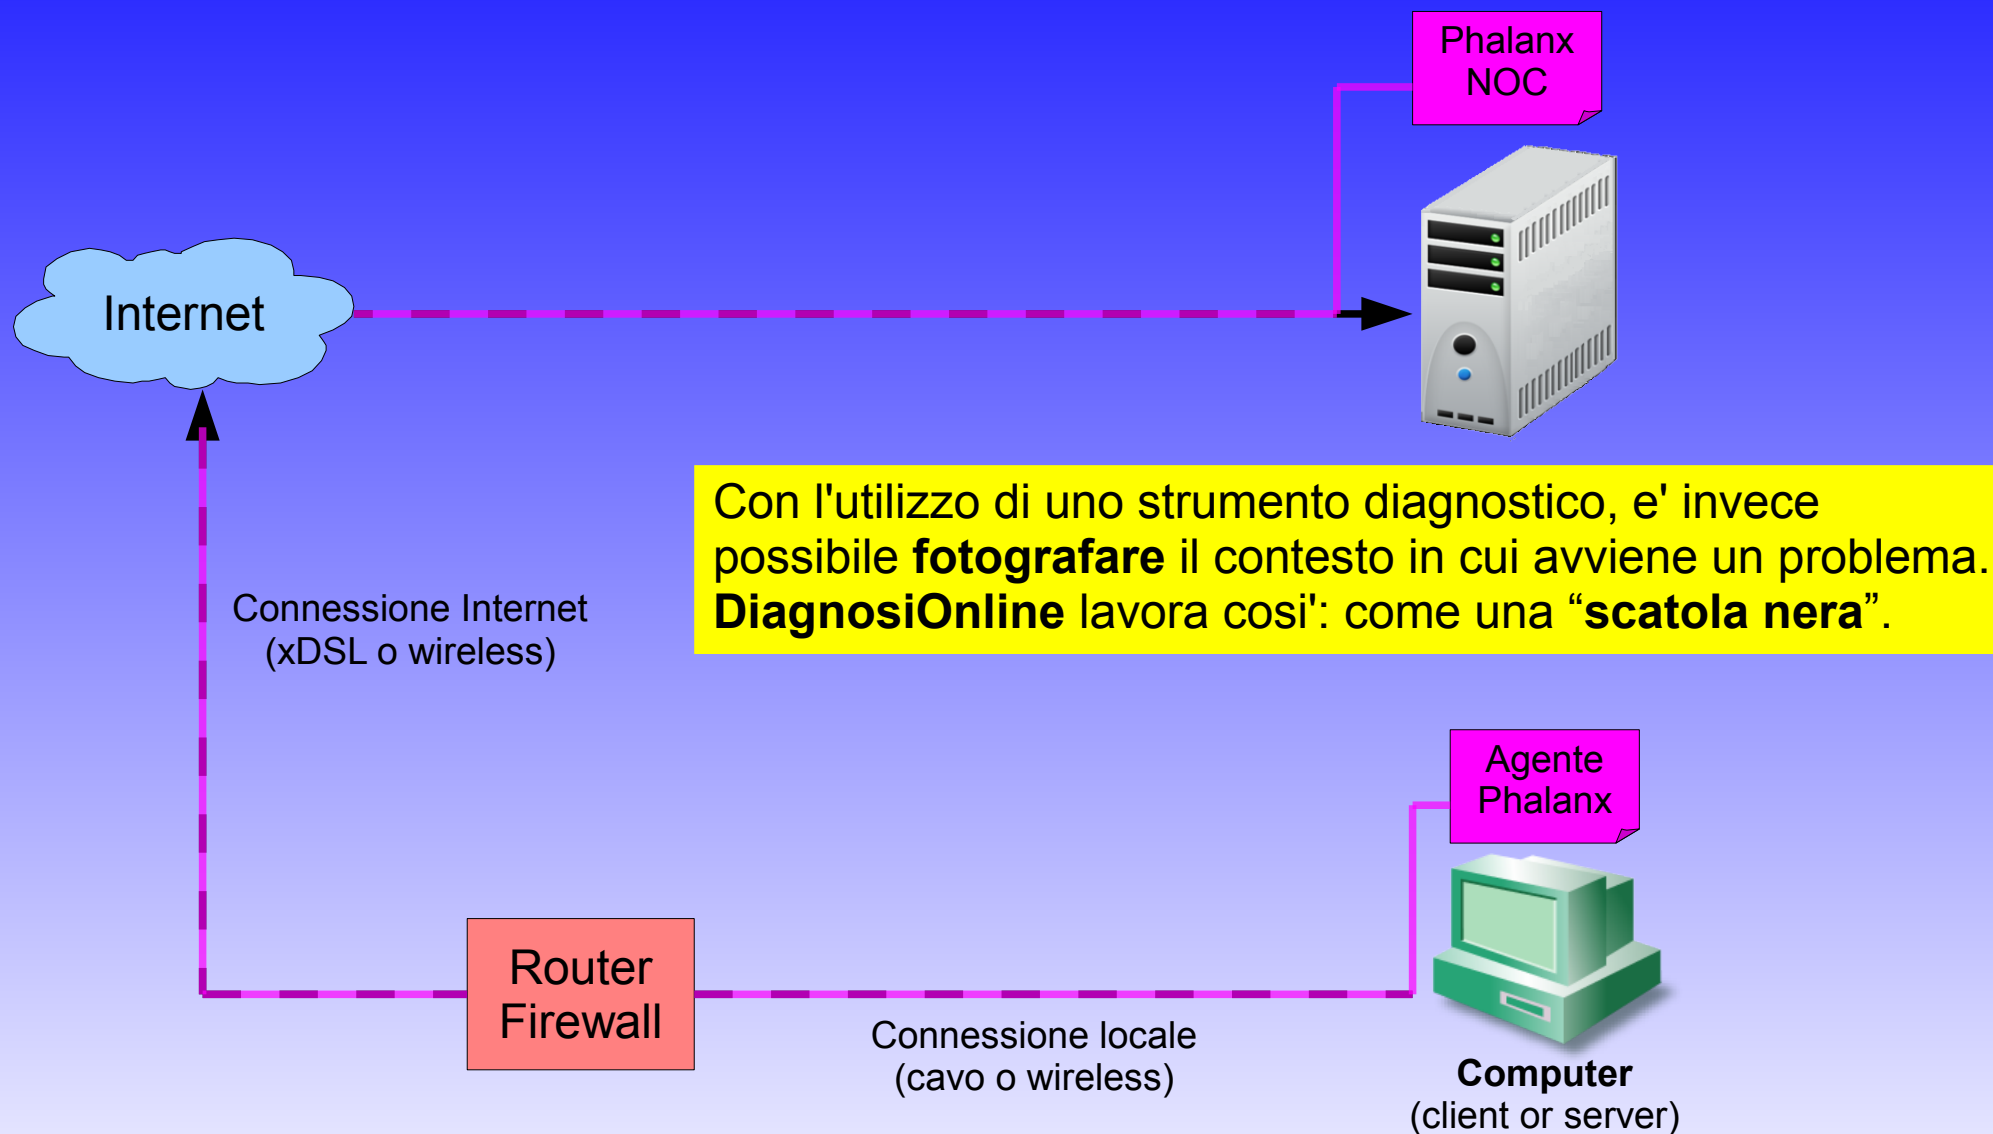 Phalanx
NOC
Internet
Con l'utilizzo di uno strumento diagnostico, e' invece
possibile fotografare il contesto in cui avviene un problema.
DiagnosiOnline lavora cosi': come una “scatola nera”.
Connessione Internet
(xDSL o wireless)
Agente
Phalanx
Router
Firewall
Connessione locale
(cavo o wireless)
Computer
(client or server)